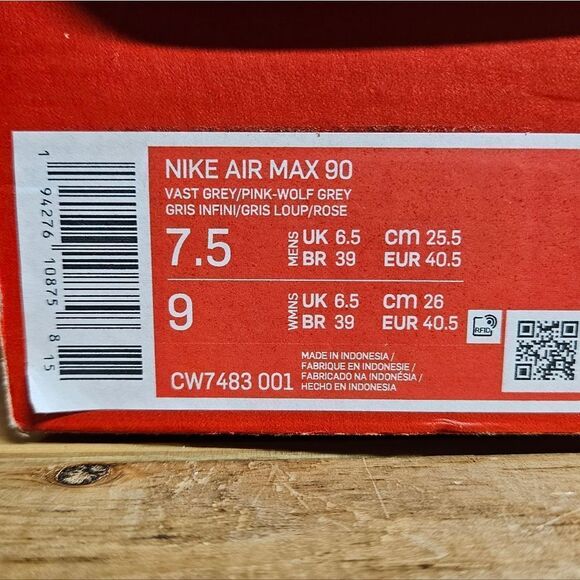 NIKE AIR MAX 90
VAST GREY/PINK-WOLF GREY
GRIS INFINI/GRIS LOUP/ROSE
7.5 MENS UK 6.5 cm 25.5
BR 39 EUR 40.5
9 WMNS UK 6.5 cm 26
BR 39 EUR 40.5
RFID
CW7483 001
MADE IN INDONESIA /
FABRIQUE EN INDONESIE /
FABRICADO NA INDONÉSIA /
HECHO EN INDONESIA
1 94276 10875 8 15